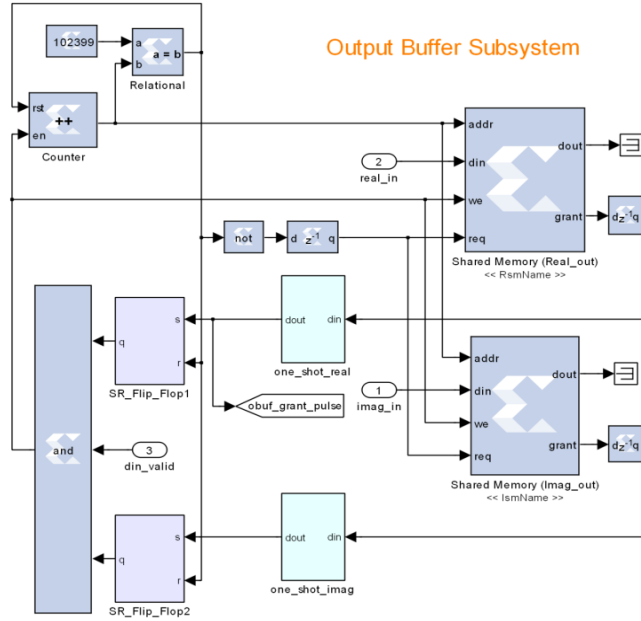 Output Buffer Subsystem
102399
a
b
a = b
Relational
rst
en
++
Counter
2
real_in
addr
din
we
req
dout
grant
Shared Memory (Real_out)
<< RsmName >>
d z⁻¹ q
not
d z⁻¹ q
s
r
q
SR_Flip_Flop1
dout
din
one_shot_real
obuf_grant_pulse
1
imag_in
addr
din
we
req
dout
grant
Shared Memory (Imag_out)
<< IsmName >>
d z⁻¹ q
and
3
din_valid
s
r
q
SR_Flip_Flop2
dout
din
one_shot_imag